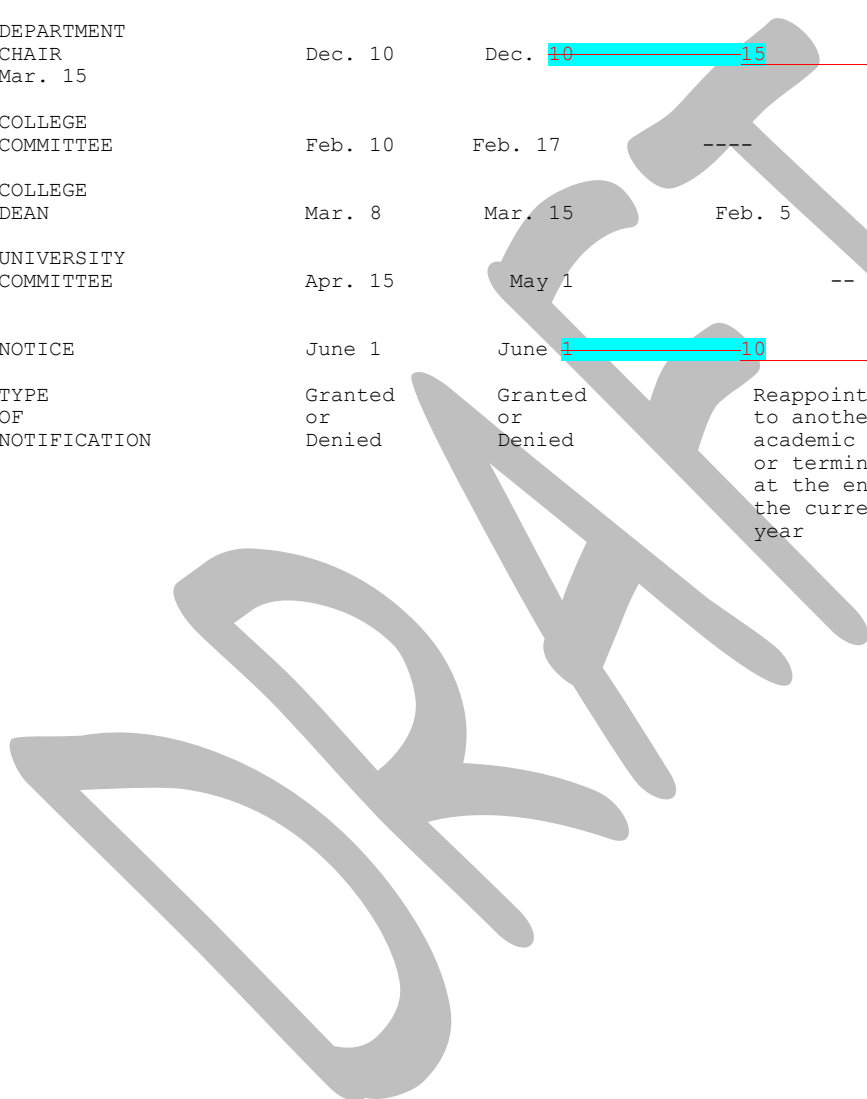 DEPARTMENT
CHAIR Dec. 10 Dec. 10 15
Mar. 15
COLLEGE
COMMITTEE Feb. 10 Feb. 17 ----
COLLEGE
DEAN Mar. 8 Mar. 15 Feb. 5
UNIVERSITY
COMMITTEE Apr. 15 May 1 --
NOTICE June 1 June 1 10
TYPE Granted Granted Reappoint
OF or or to anothe
NOTIFICATION Denied Denied academic
or termin
at the en
the curre
year
DRAFT